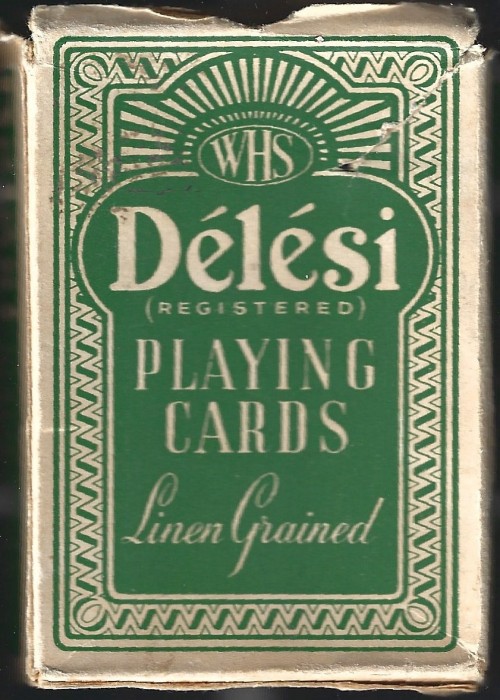 WHS
Délési
(REGISTERED)
PLAYING
CARDS
Linen Grained